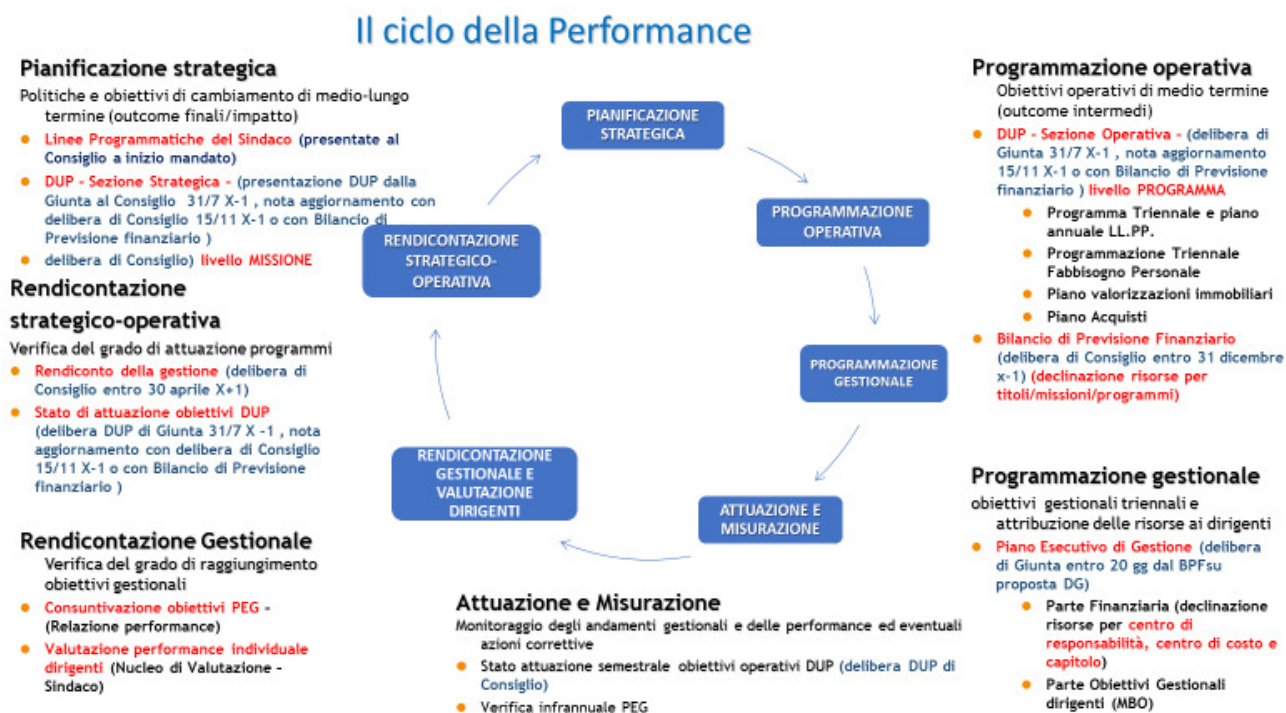 Il ciclo della Performance
Pianificazione strategica
Politiche e obiettivi di cambiamento di medio-lungo
termine (outcome finali/impatto)
Linee Programmatiche del Sindaco (presentate al
Consiglio a inizio mandato)
DUP - Sezione Strategica - (presentazione DUP dalla
Giunta al Consiglio 31/7 X-1 , nota aggiornamento con
delibera di Consiglio 15/11 X-1 o con Bilancio di
Previsione finanziario )
delibera di Consiglio) livello MISSIONE
Rendicontazione
strategico-operativa
Verifica del grado di attuazione programmi
Rendiconto della gestione (delibera di
Consiglio entro 30 aprile X+1)
Stato di attuazione obiettivi DUP
(delibera DUP di Giunta 31/7 X -1 , nota
aggiornamento con delibera di Consiglio
15/11 X-1 o con Bilancio di Previsione
finanziario )
Rendicontazione Gestionale
Verifica del grado di raggiungimento
obiettivi gestionali
Consuntivazione obiettivi PEG -
(Relazione performance)
Valutazione performance individuale
dirigenti (Nucleo di Valutazione -
Sindaco)
PIANIFICAZIONE
STRATEGICA
PROGRAMMAZIONE
OPERATIVA
PROGRAMMAZIONE
GESTIONALE
ATTUAZIONE E
MISURAZIONE
RENDICONTAZIONE
GESTIONALE E
VALUTAZIONE
DIRIGENTI
RENDICONTAZIONE
STRATEGICO-
OPERATIVA
Attuazione e Misurazione
Monitoraggio degli andamenti gestionali e delle performance ed eventuali
azioni correttive
Stato attuazione semestrale obiettivi operativi DUP (delibera DUP di
Consiglio)
Verifica infrannuale PEG
Programmazione operativa
Obiettivi operativi di medio termine
(outcome intermedi)
DUP - Sezione Operativa - (delibera di
Giunta 31/7 X-1 , nota aggiornamento
15/11 X-1 o con Bilancio di Previsione
finanziario ) livello PROGRAMMA
Programma Triennale e piano
annuale LL.PP.
Programmazione Triennale
Fabbisogno Personale
Piano valorizzazioni immobiliari
Piano Acquisti
Bilancio di Previsione Finanziario
(delibera di Consiglio entro 31 dicembre
x-1) (declinazione risorse per
titoli/missioni/programmi)
Programmazione gestionale
obiettivi gestionali triennali e
attribuzione delle risorse ai dirigenti
Piano Esecutivo di Gestione (delibera
di Giunta entro 20 gg dal BPFsu
proposta DG)
Parte Finanziaria (declinazione
risorse per centro di
responsabilità, centro di costo e
capitolo)
Parte Obiettivi Gestionali
dirigenti (MBO)